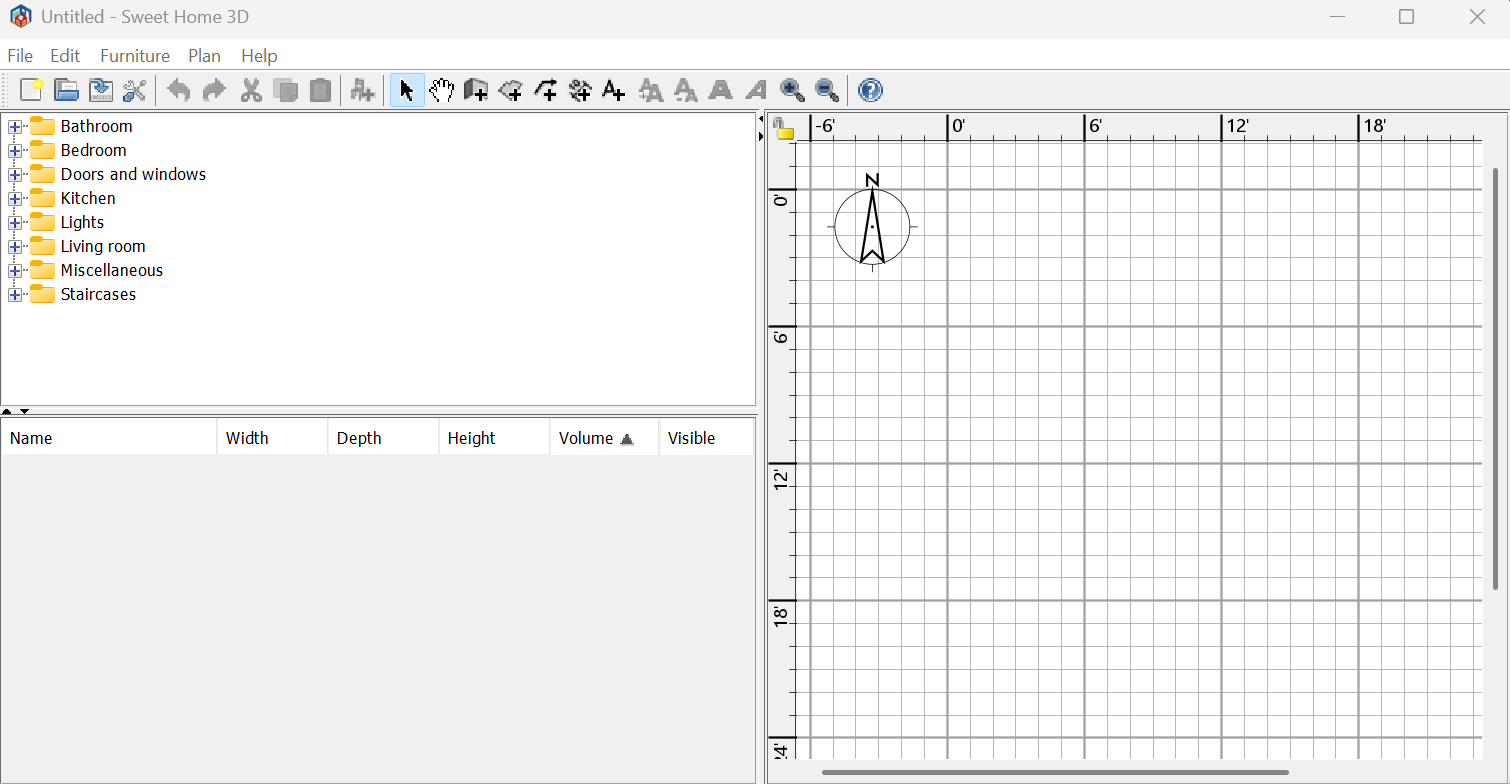 Untitled - Sweet Home 3D
File Edit Furniture Plan Help
Bathroom
Bedroom
Doors and windows
Kitchen
Lights
Living room
Miscellaneous
Staircases
Name Width Depth Height Volume Visible
-6' 0' 6' 12' 18'
N
0'
6'
12'
18'
24'